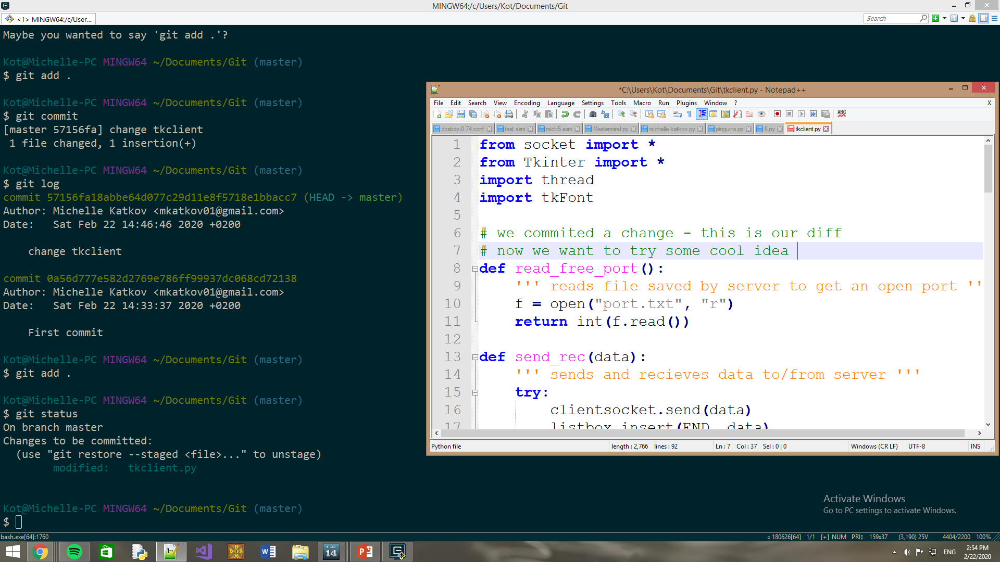 MINGW64:/c/Users/Kot/Documents/Git
<1> MINGW64:/c/User...
Search
Maybe you wanted to say 'git add .'?
Kot@Michelle-PC MINGW64 ~/Documents/Git (master)
$ git add .
Kot@Michelle-PC MINGW64 ~/Documents/Git (master)
$ git commit
[master 57156fa] change tkclient
1 file changed, 1 insertion(+)
Kot@Michelle-PC MINGW64 ~/Documents/Git (master)
$ git log
commit 57156fa18abbe64d077c29d11e8f5718e1bbacc7 (HEAD -> master)
Author: Michelle Katkov <mkatkov01@gmail.com>
Date:   Sat Feb 22 14:46:46 2020 +0200
change tkclient
commit 0a56d777e582d2769e786ff99937dc068cd72138
Author: Michelle Katkov <mkatkov01@gmail.com>
Date:   Sat Feb 22 14:33:37 2020 +0200
First commit
Kot@Michelle-PC MINGW64 ~/Documents/Git (master)
$ git add .
Kot@Michelle-PC MINGW64 ~/Documents/Git (master)
$ git status
On branch master
Changes to be committed:
(use "git restore --staged <file>..." to unstage)
modified:   tkclient.py
Kot@Michelle-PC MINGW64 ~/Documents/Git (master)
$
*C:\Users\Kot\Documents\Git\tkclient.py - Notepad++
File Edit Search View Encoding Language Settings Tools Macro Run Plugins Window ? X
ABC
dosbox-0.74.conf test.asm mich5.asm Mastermind.py michelle.katkov.py pinguins.py 6.py tkclient.py
1 from socket import *
2 from Tkinter import *
3 import thread
4 import tkFont
5
6 # we commited a change - this is our diff
7 # now we want to try some cool idea
8 def read_free_port():
9 ''' reads file saved by server to get an open port ''
10 f = open("port.txt", "r")
11 return int(f.read())
12
13 def send_rec(data):
14 ''' sends and recieves data to/from server '''
15 try:
16 clientsocket.send(data)
17 listbox.insert(END, data)
Python file length : 2,766 lines : 92 Ln : 7 Col : 37 Sel : 0 | 0 Windows (CR LF) UTF-8 INS
Activate Windows
Go to PC settings to activate Windows.
bash.exe[64]:1760 « 180626[64] 1/1 [+] NUM PRI↕ 159x37 (3,190) 25V 4404/2200 100%
n++ BOX DOS W 14 P
ENG
2:54 PM
2/22/2020